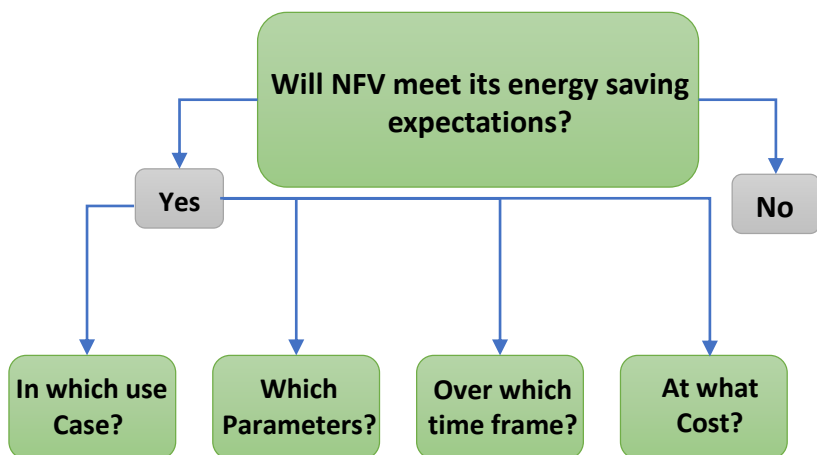 Will NFV meet its energy saving
expectations?
Yes
No
In which use
Case?
Which
Parameters?
Over which
time frame?
At what
Cost?